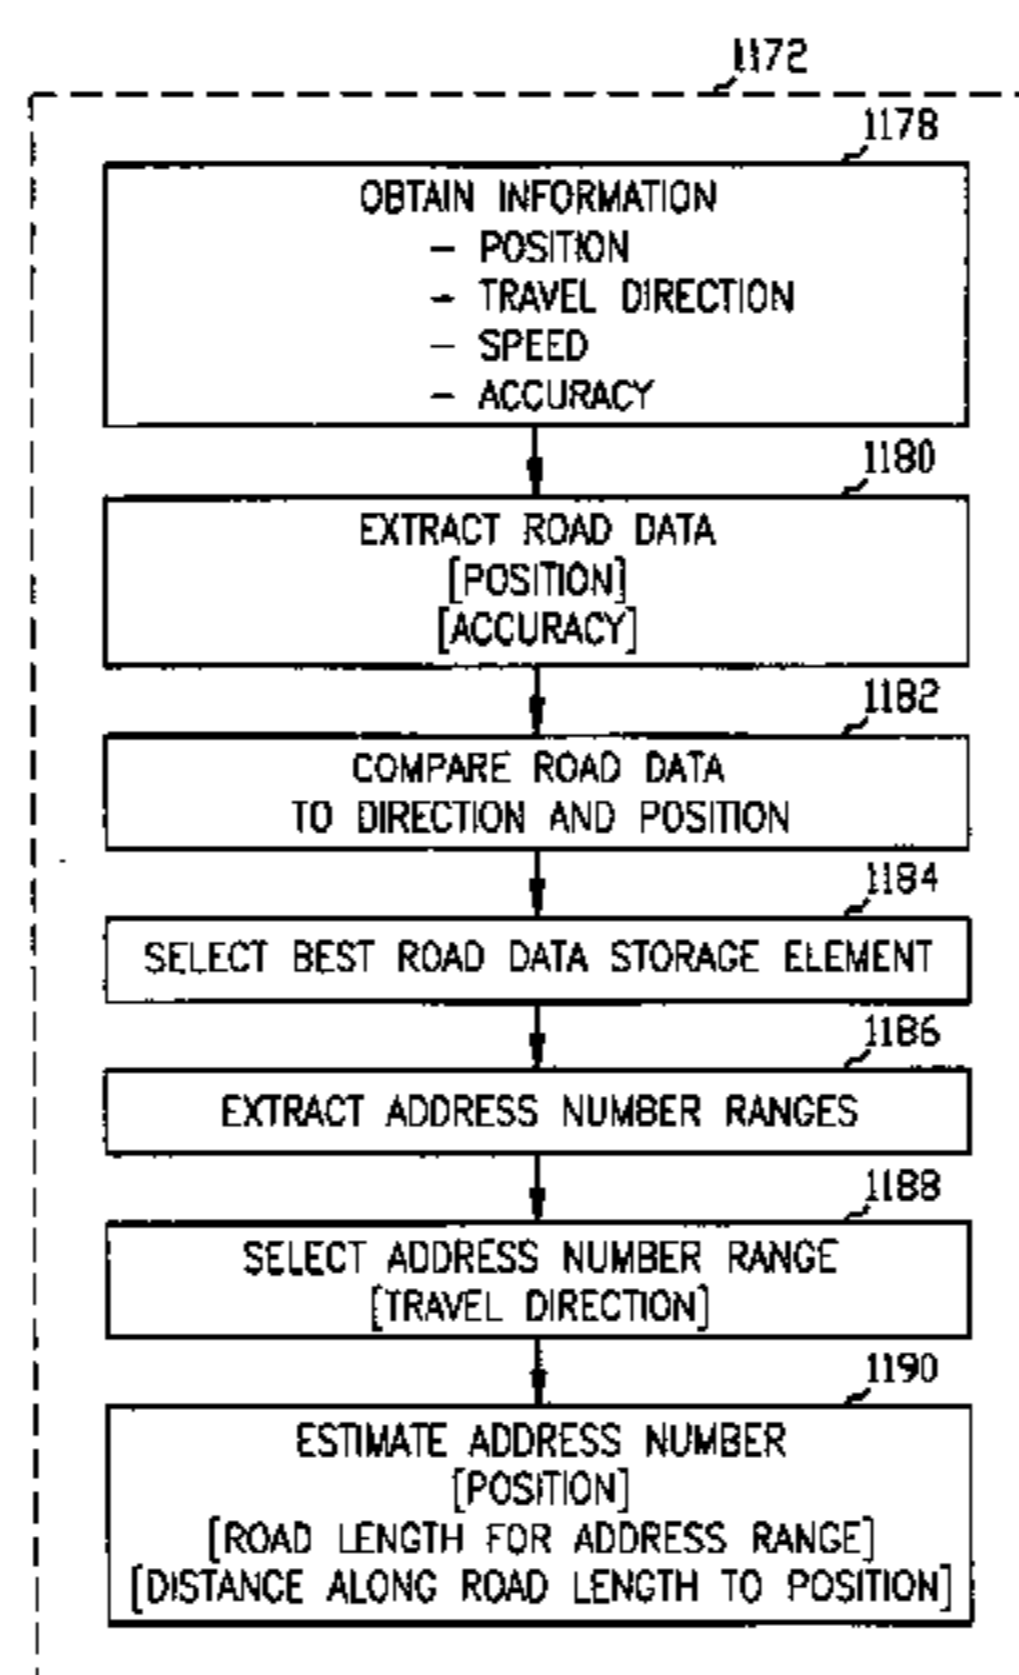 1172
1178
OBTAIN INFORMATION
- POSITION
- TRAVEL DIRECTION
- SPEED
- ACCURACY
1180
EXTRACT ROAD DATA
[POSITION]
[ACCURACY]
1182
COMPARE ROAD DATA
TO DIRECTION AND POSITION
1184
SELECT BEST ROAD DATA STORAGE ELEMENT
1186
EXTRACT ADDRESS NUMBER RANGES
1188
SELECT ADDRESS NUMBER RANGE
[TRAVEL DIRECTION]
1190
ESTIMATE ADDRESS NUMBER
[POSITION]
[ROAD LENGTH FOR ADDRESS RANGE]
[DISTANCE ALONG ROAD LENGTH TO POSITION]